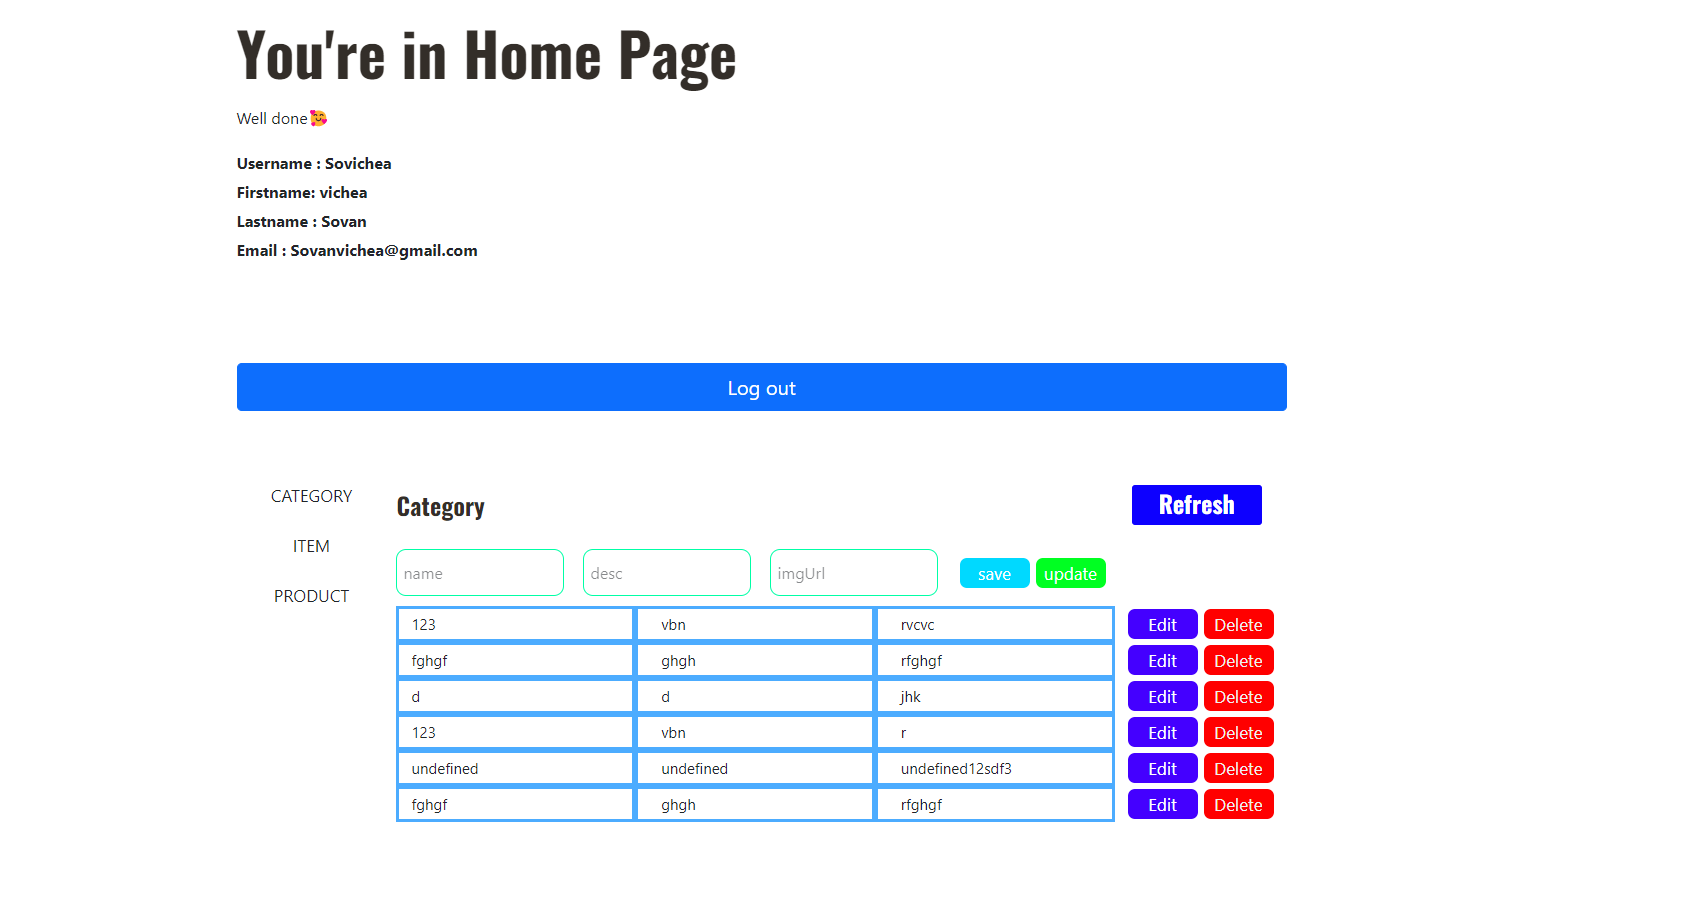 You're in Home Page
Well done🥰
Username : Sovichea
Firstname: vichea
Lastname : Sovan
Email : Sovanvichea@gmail.com
Log out
CATEGORY
ITEM
PRODUCT
Category
Refresh
name desc imgUrl save update
123 vbn rvcvc Edit Delete
fghgf ghgh rfghgf Edit Delete
d d jhk Edit Delete
123 vbn r Edit Delete
undefined undefined undefined12sdf3 Edit Delete
fghgf ghgh rfghgf Edit Delete